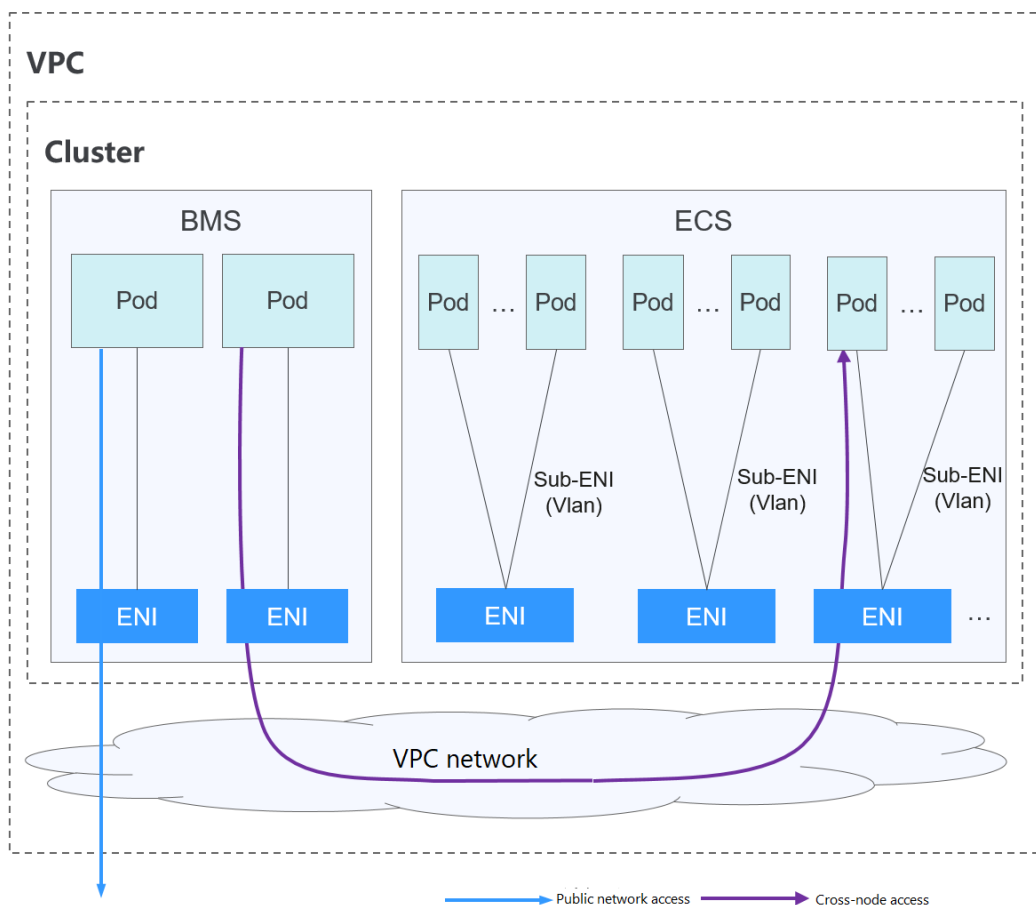 VPC
Cluster
BMS
ECS
Pod
Pod
Pod
...
Pod
Pod
...
Pod
Pod
...
Pod
Sub-ENI
(Vlan)
Sub-ENI
(Vlan)
Sub-ENI
(Vlan)
ENI
ENI
ENI
ENI
ENI
...
VPC network
Public network access
Cross-node access